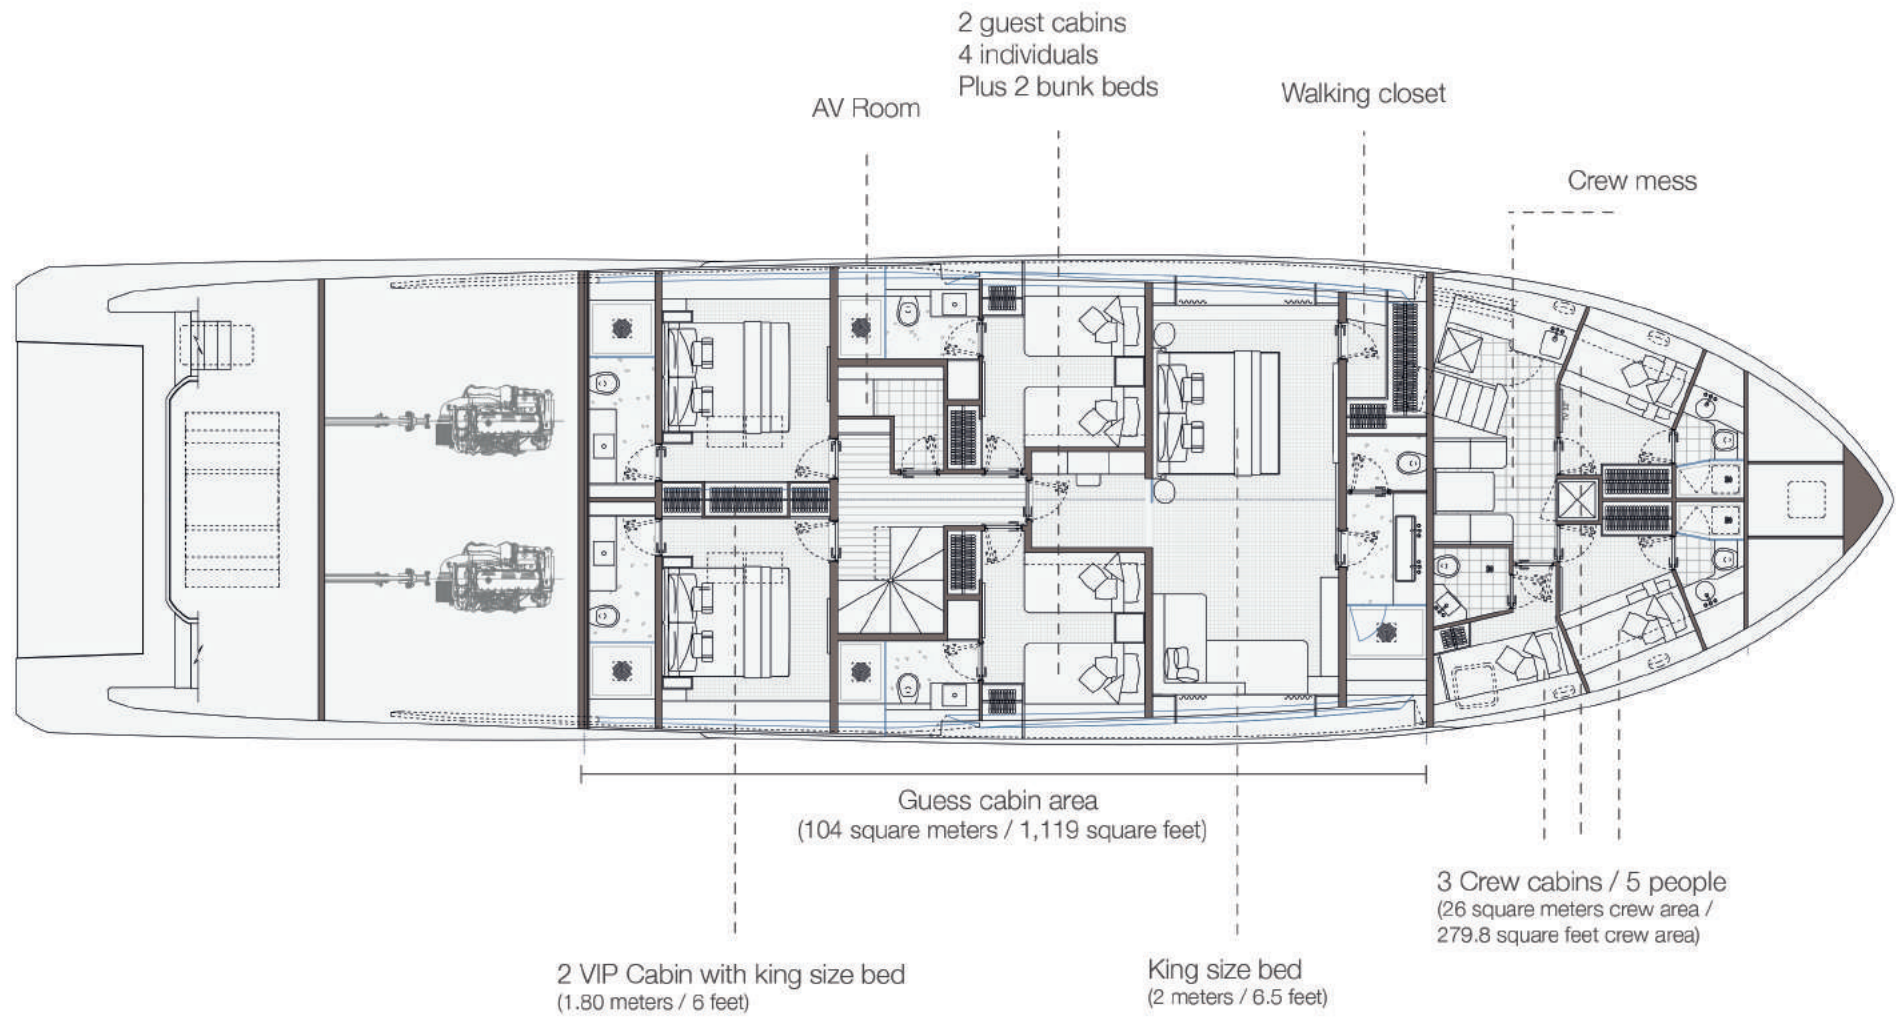 2 guest cabins
4 individuals
Plus 2 bunk beds
AV Room
Walking closet
Crew mess
Guess cabin area
(104 square meters / 1,119 square feet)
3 Crew cabins / 5 people
(26 square meters crew area /
279.8 square feet crew area)
2 VIP Cabin with king size bed
(1.80 meters / 6 feet)
King size bed
(2 meters / 6.5 feet)